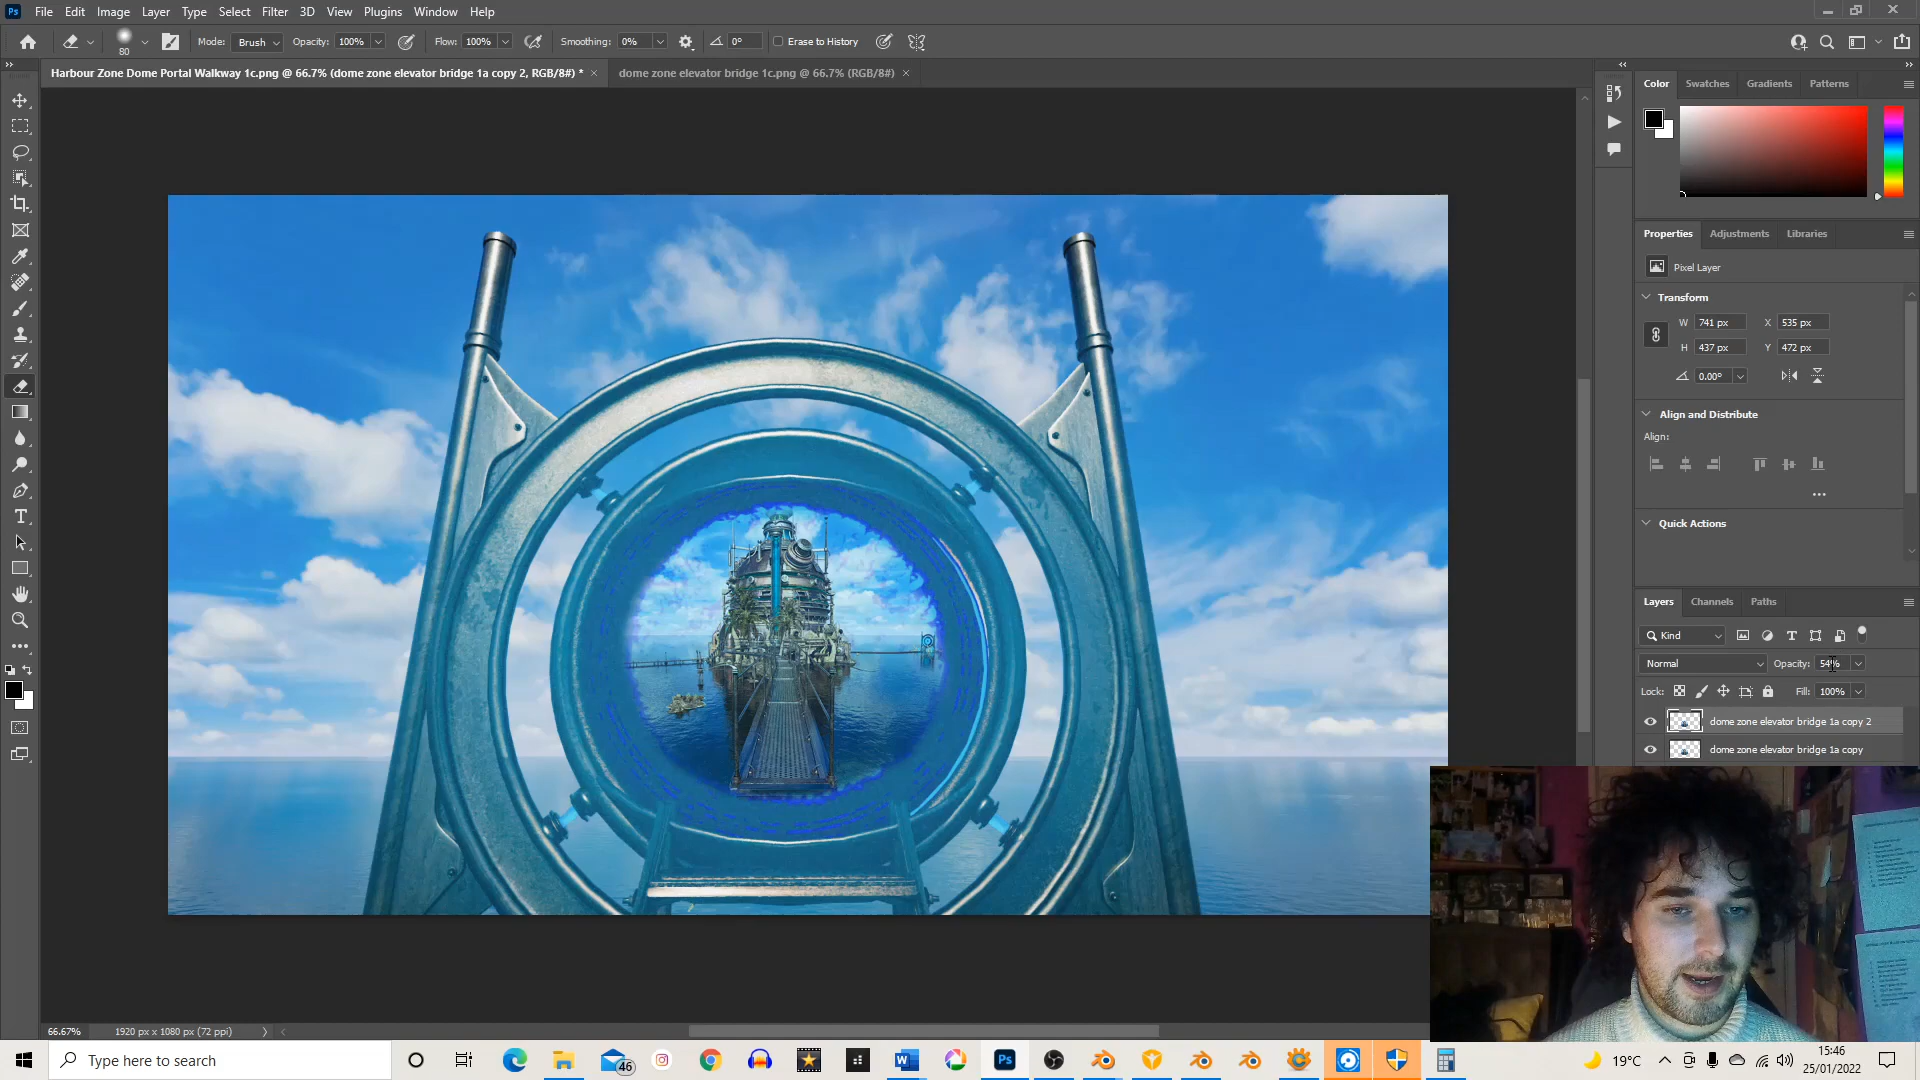 Ps File Edit Image Layer Type Select Filter 3D View Plugins Window Help
80 Mode: Brush Opacity: 100% Flow: 100% Smoothing: 0% 0° Erase to History
Harbour Zone Dome Portal Walkway 1c.png @ 66.7% (dome zone elevator bridge 1a copy 2, RGB/8#) * × dome zone elevator bridge 1c.png @ 66.7% (RGB/8#) ×
Color Swatches Gradients Patterns
Properties Adjustments Libraries
Pixel Layer
Transform
W 741 px X 535 px
H 437 px Y 472 px
0.00°
Align and Distribute
Align:
Quick Actions
Layers Channels Paths
Kind
Normal Opacity: 54%
Lock: Fill: 100%
dome zone elevator bridge 1a copy 2
dome zone elevator bridge 1a copy
66.67% 1920 px x 1080 px (72 ppi)
Type here to search 46 Ps 19°C 15:46
25/01/2022